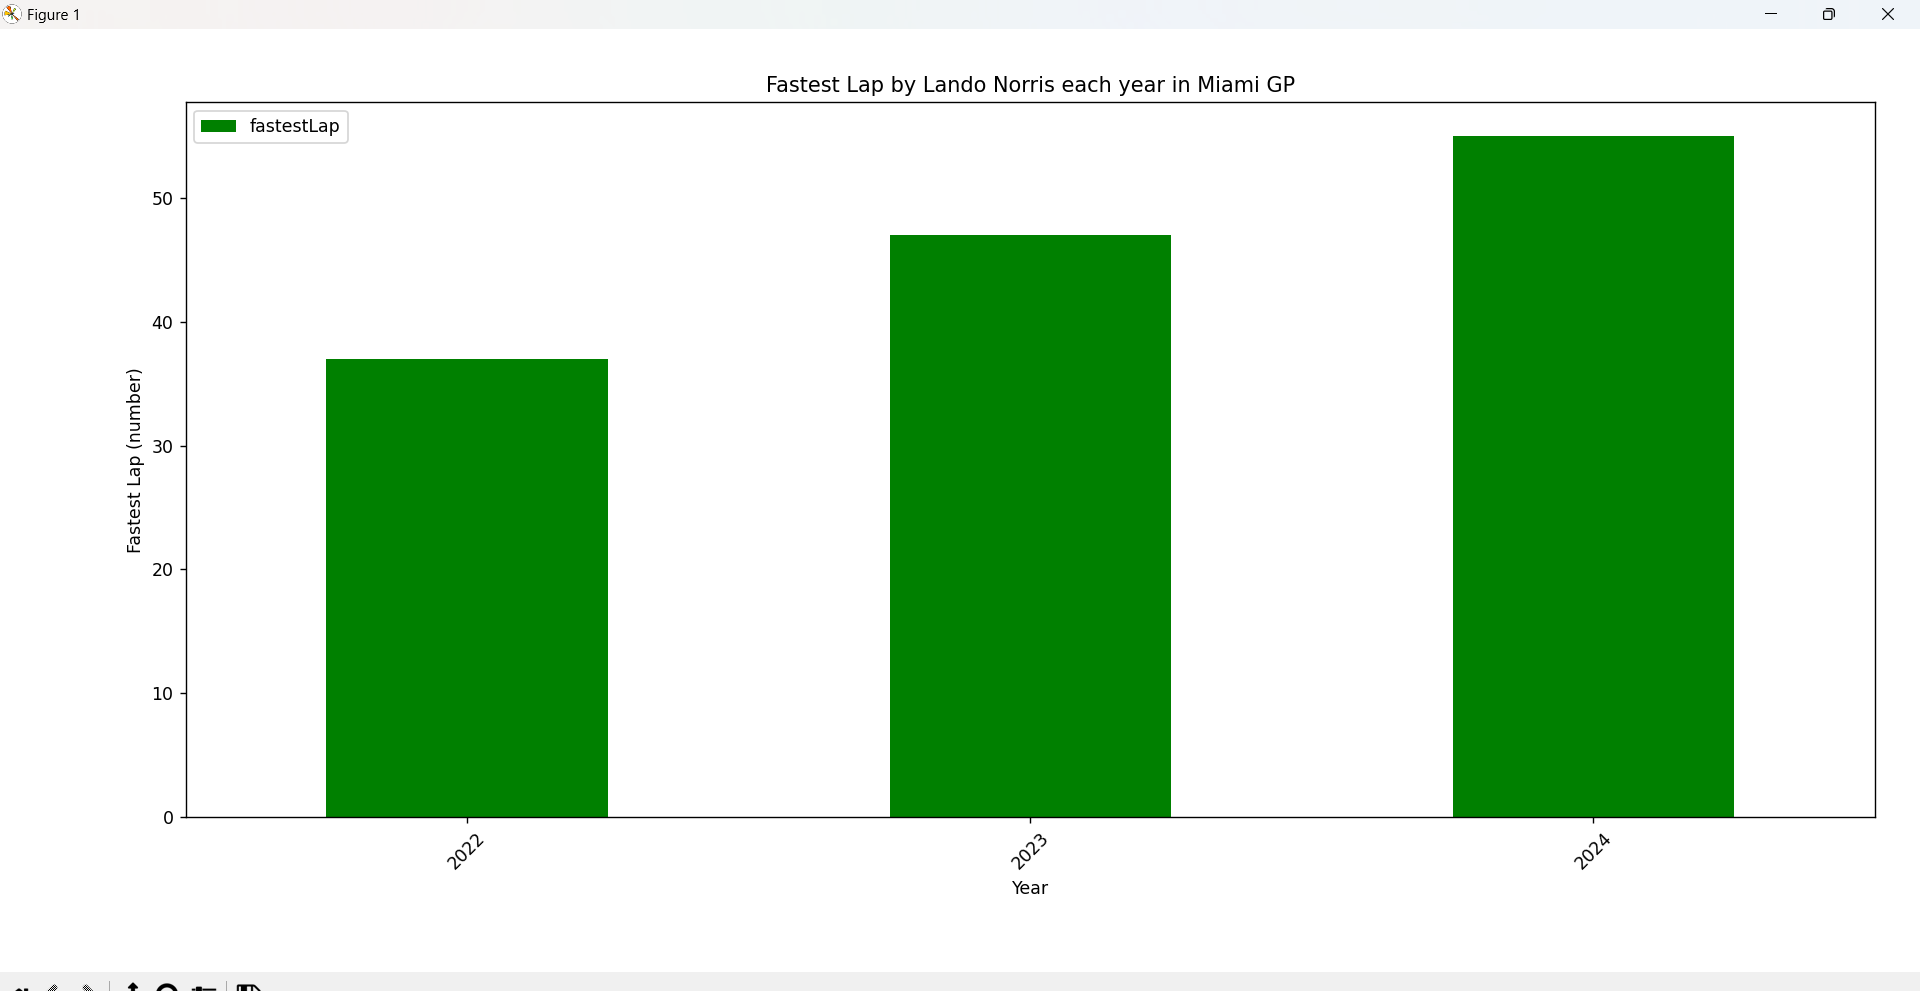 Figure 1
Fastest Lap by Lando Norris each year in Miami GP
fastestLap
Fastest Lap (number)
50
40
30
20
10
0
2022
2023
2024
Year